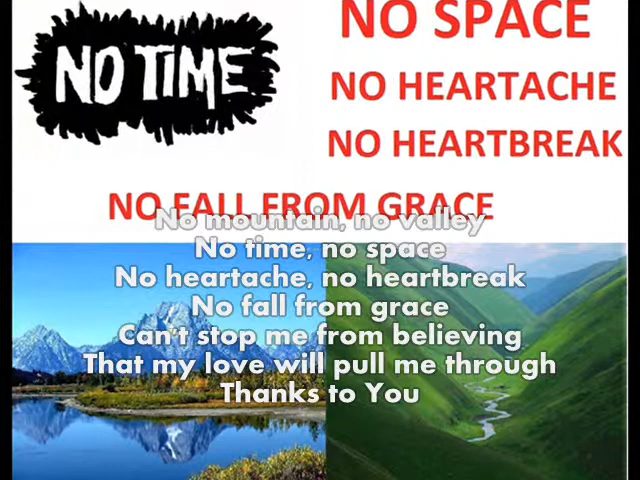 NO TIME
NO SPACE
NO HEARTACHE
NO HEARTBREAK
NO FALL FROM GRACE
No mountain, no valley
No time, no space
No heartache, no heartbreak
No fall from grace
Can't stop me from believing
That my love will pull me through
Thanks to You